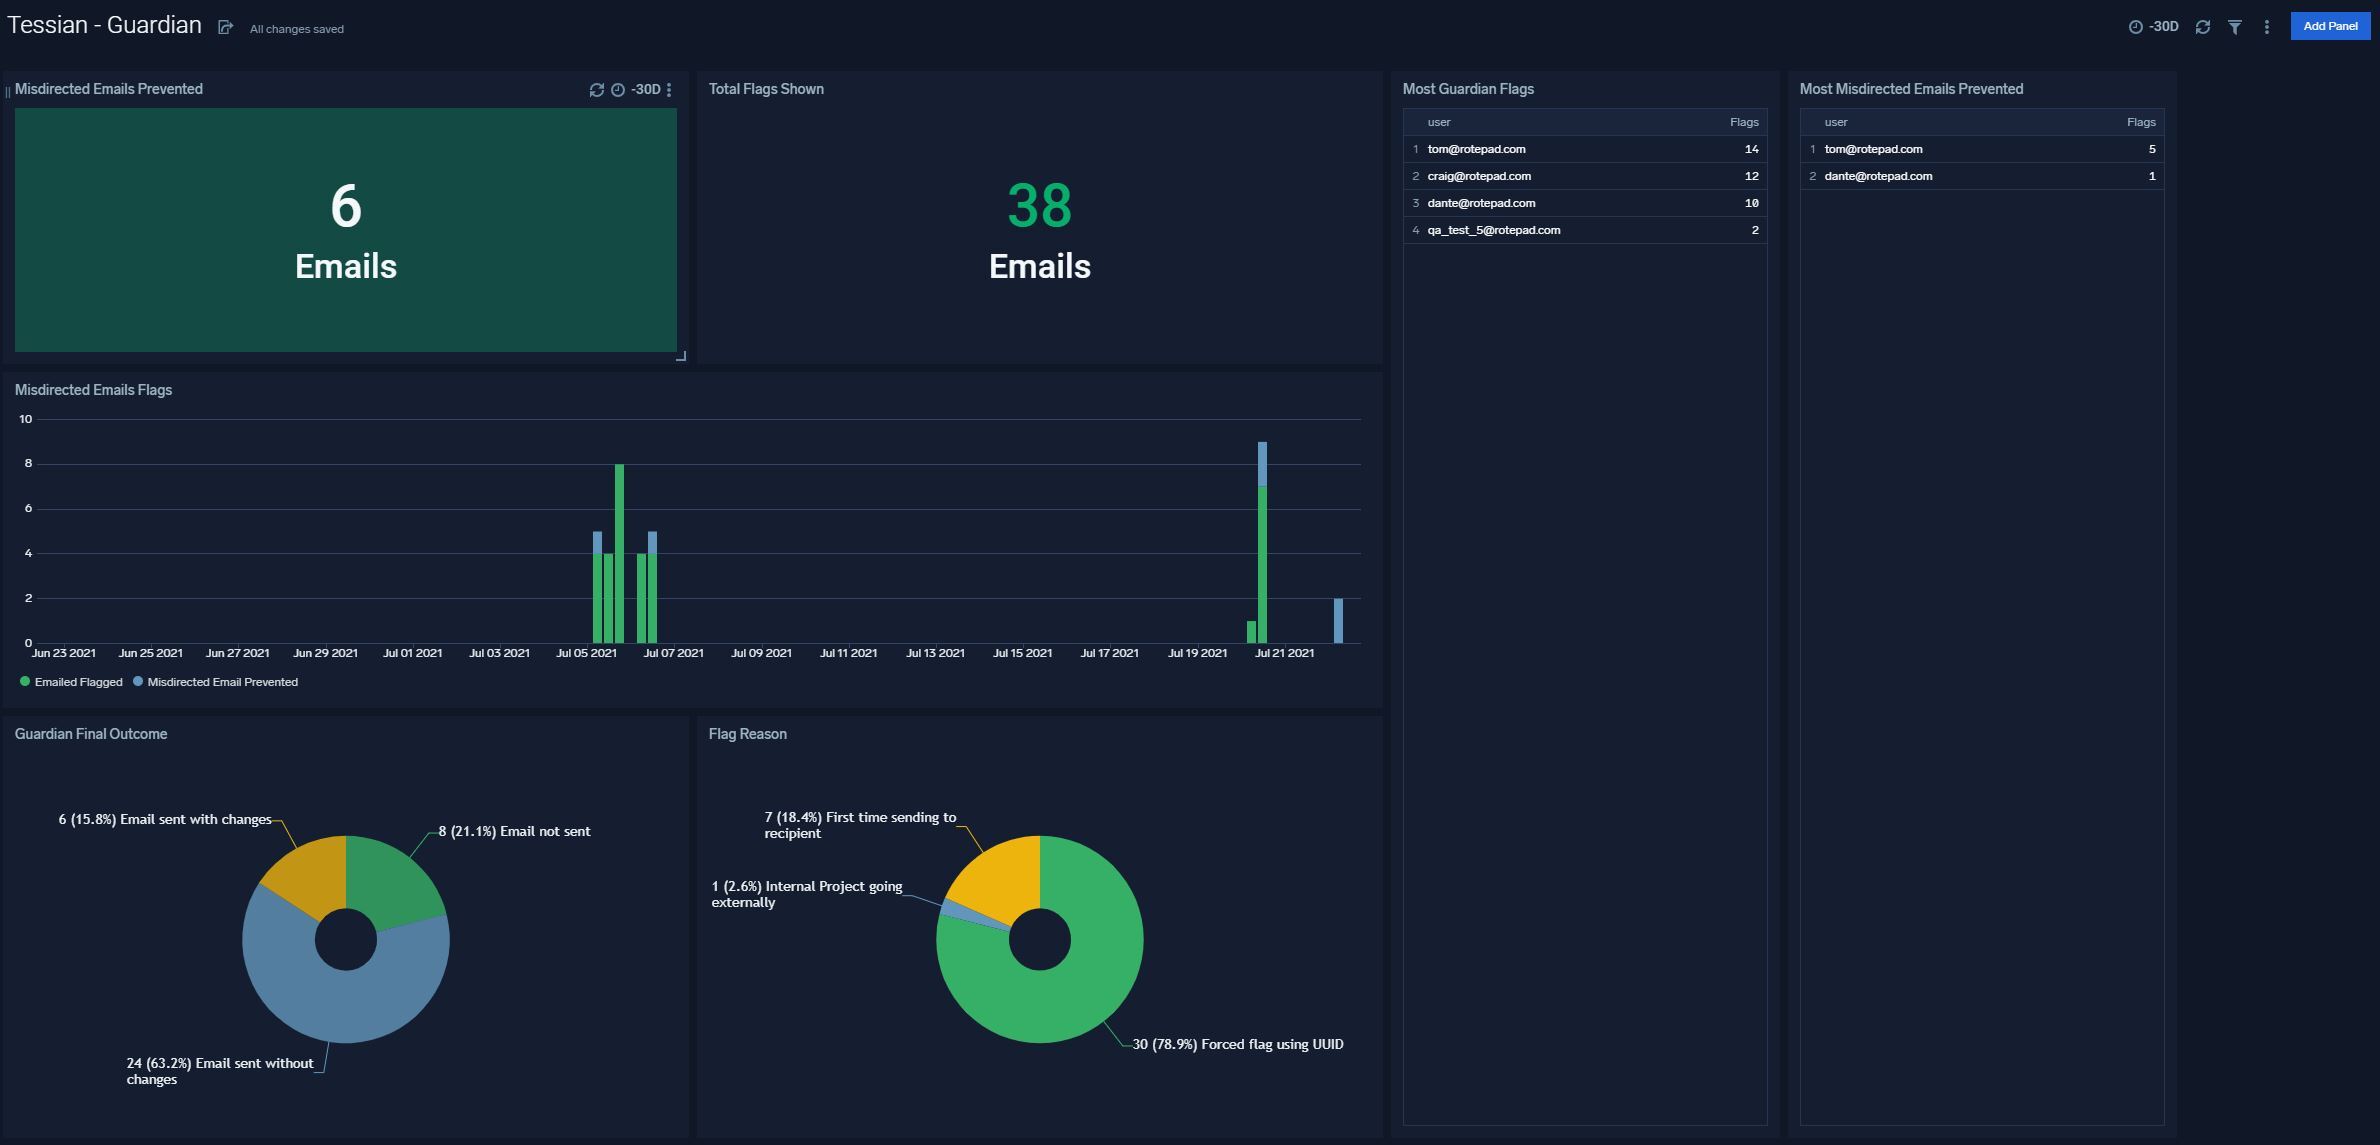 Tessian - Guardian
All changes saved
-30D
Add Panel
Misdirected Emails Prevented
-30D
6
Emails
Total Flags Shown
38
Emails
Most Guardian Flags
user Flags
1 tom@rotepad.com 14
2 craig@rotepad.com 12
3 dante@rotepad.com 10
4 qa_test_5@rotepad.com 2
Most Misdirected Emails Prevented
user Flags
1 tom@rotepad.com 5
2 dante@rotepad.com 1
Misdirected Emails Flags
10
8
6
4
2
0
Jun 23 2021 Jun 25 2021 Jun 27 2021 Jun 29 2021 Jul 01 2021 Jul 03 2021 Jul 05 2021 Jul 07 2021 Jul 09 2021 Jul 11 2021 Jul 13 2021 Jul 15 2021 Jul 17 2021 Jul 19 2021 Jul 21 2021
Emailed Flagged Misdirected Email Prevented
Guardian Final Outcome
6 (15.8%) Email sent with changes
8 (21.1%) Email not sent
24 (63.2%) Email sent without
changes
Flag Reason
7 (18.4%) First time sending to
recipient
1 (2.6%) Internal Project going
externally
30 (78.9%) Forced flag using UUID